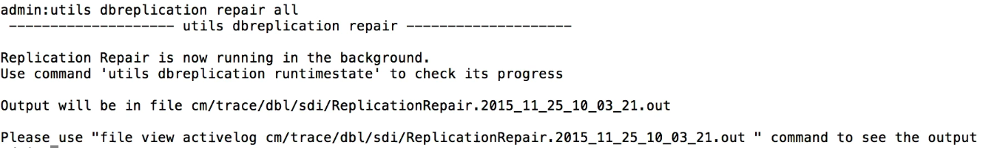 admin:utils dbreplication repair all
-------------------- utils dbreplication repair --------------------
Replication Repair is now running in the background.
Use command 'utils dbreplication runtimestate' to check its progress
Output will be in file cm/trace/dbl/sdi/ReplicationRepair.2015_11_25_10_03_21.out
Please use "file view activelog cm/trace/dbl/sdi/ReplicationRepair.2015_11_25_10_03_21.out " command to see the output